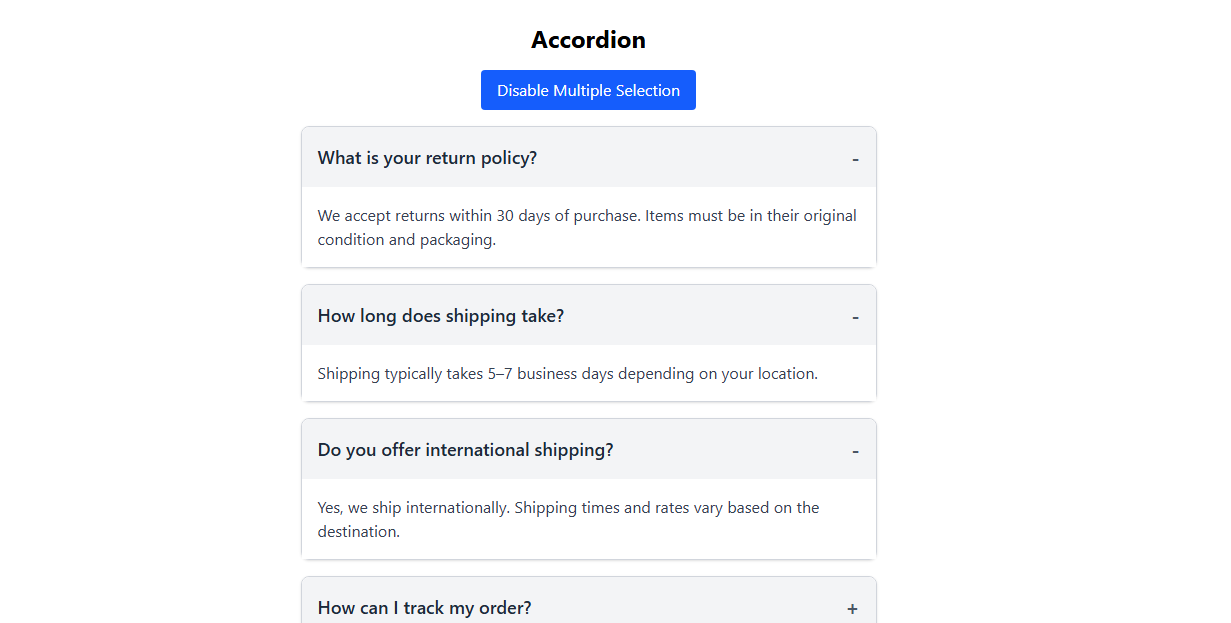 Accordion
Disable Multiple Selection
What is your return policy? -
We accept returns within 30 days of purchase. Items must be in their original
condition and packaging.
How long does shipping take? -
Shipping typically takes 5–7 business days depending on your location.
Do you offer international shipping? -
Yes, we ship internationally. Shipping times and rates vary based on the
destination.
How can I track my order? +